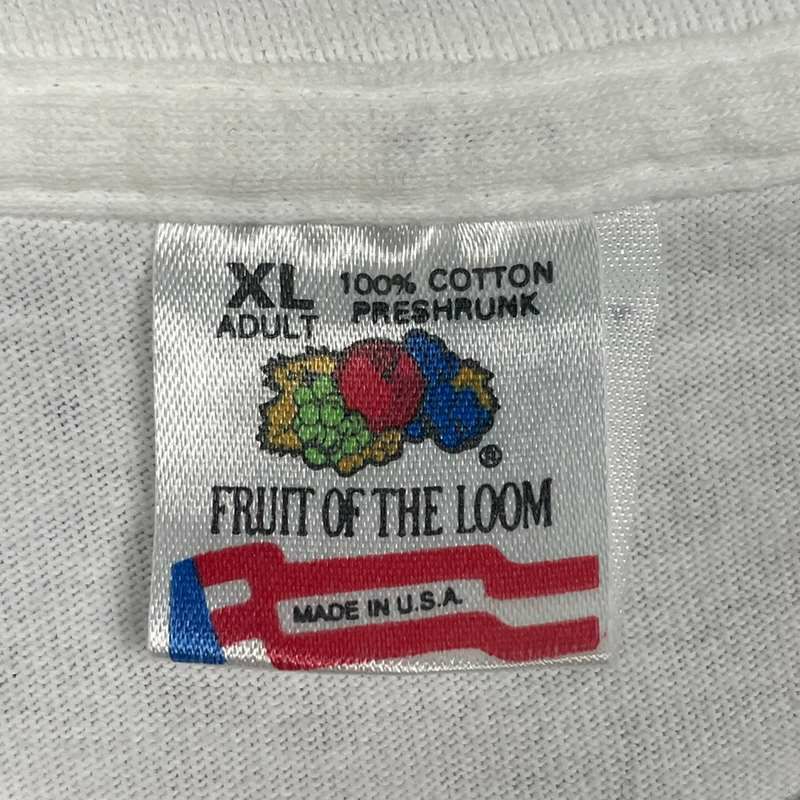 XL
ADULT
100% COTTON
PRESHRUNK
®
FRUIT OF THE LOOM
MADE IN U.S.A.